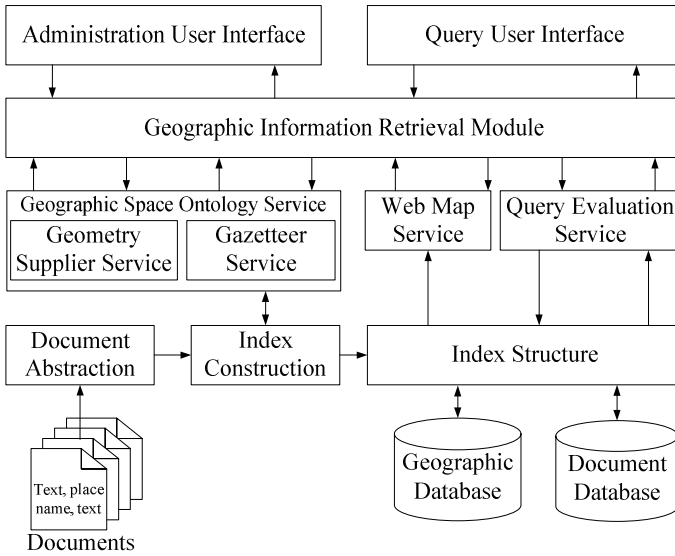 Administration User Interface
Query User Interface
Geographic Information Retrieval Module
Geographic Space Ontology Service
Geometry
Supplier Service
Gazetteer
Service
Web Map
Service
Query Evaluation
Service
Document
Abstraction
Index
Construction
Index Structure
Text, place
name, text
Documents
Geographic
Database
Document
Database